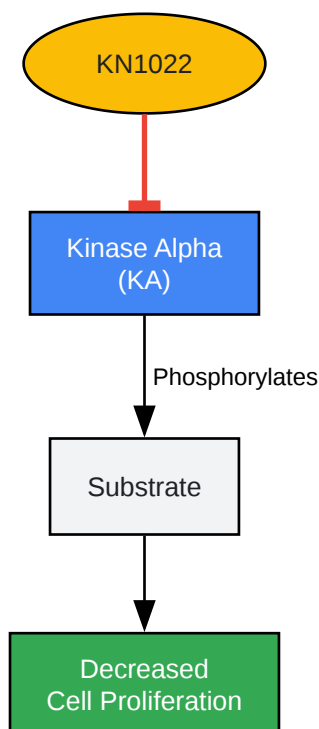 KN1022
Kinase Alpha
(KA)
Phosphorylates
Substrate
Decreased
Cell Proliferation